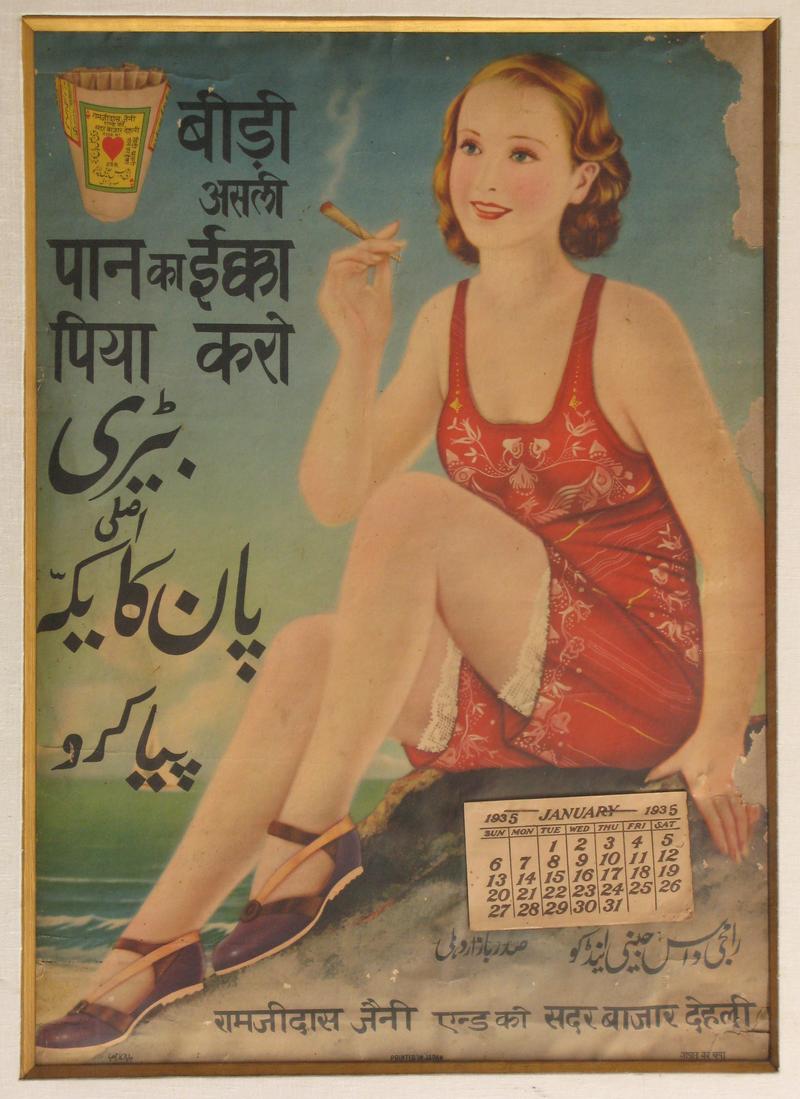 रामजीदास जैनी
सदर बाजार देहली
बीड़ी
असली
पान का ईक्का
पिया करो
بیڑی
اصلی
پان کا یکہ
پیا کرو
1935 JANUARY 1935
SUN MON TUE WED THU FRI SAT
1 2 3 4 5
6 7 8 9 10 11 12
13 14 15 16 17 18 19
20 21 22 23 24 25 26
27 28 29 30 31
رامجی داس جینی اینڈ کو صدر بازار دہلی
रामजीदास जैनी एन्ड को सदर बाजार देहली
PRINTED IN JAPAN